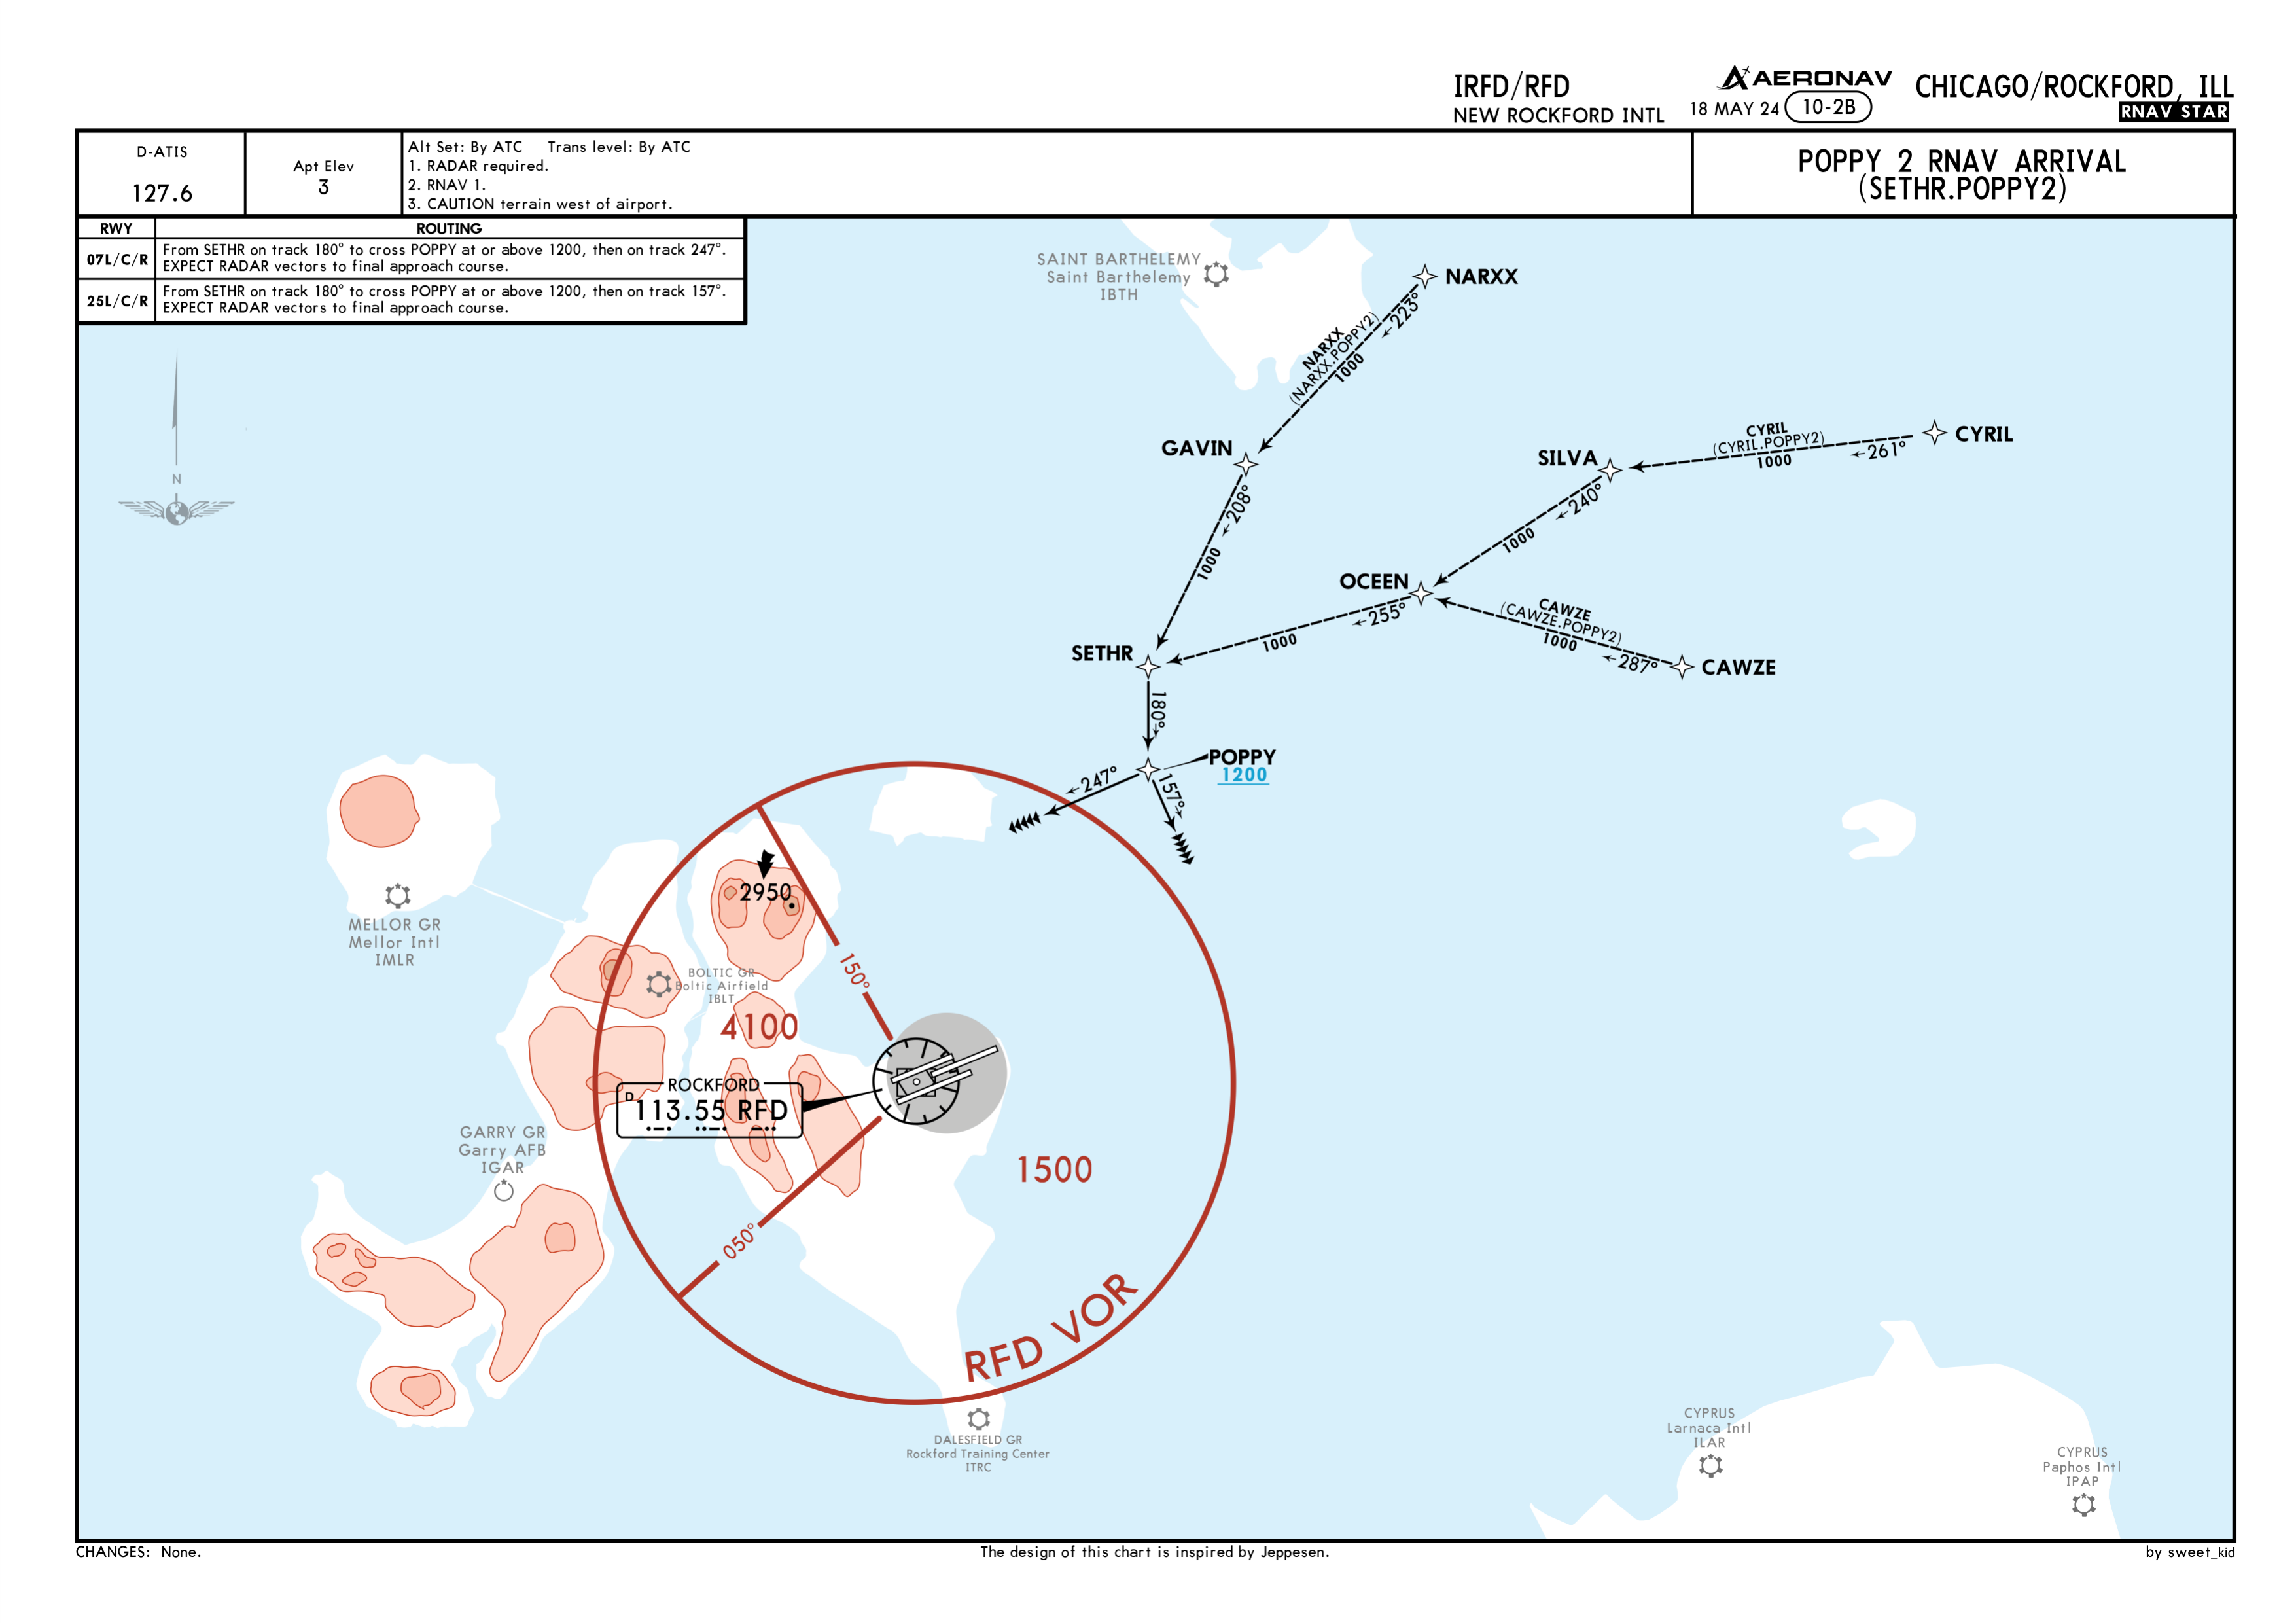 IRFD/RFD
NEW ROCKFORD INTL
AERONAV
18 MAY 24 10-2B
CHICAGO/ROCKFORD, ILL
RNAV STAR
D-ATIS
127.6
Apt Elev
3
Alt Set: By ATC Trans level: By ATC
1. RADAR required.
2. RNAV 1.
3. CAUTION terrain west of airport.
POPPY 2 RNAV ARRIVAL
(SETHR.POPPY2)
RWY ROUTING
07L/C/R
From SETHR on track 180° to cross POPPY at or above 1200, then on track 247°.
EXPECT RADAR vectors to final approach course.
25L/C/R
From SETHR on track 180° to cross POPPY at or above 1200, then on track 157°.
EXPECT RADAR vectors to final approach course.
SAINT BARTHELEMY
Saint Barthelemy
IBTH
NARXX
223°
NARXX
(NARXX.POPPY2)
1000
N
GAVIN
208°
1000
CYRIL
CYRIL
(CYRIL.POPPY2)
1000
261°
SILVA
240°
1000
OCEEN
255°
1000
CAWZE
(CAWZE.POPPY2)
1000
287°
CAWZE
SETHR
180°
POPPY
1200
247°
157°
2950
MELLOR GR
Mellor Intl
IMLR
BOLTIC GR
Boltic Airfield
IBLT
150°
4100
ROCKFORD
D
113.55 RFD
GARRY GR
Garry AFB
IGAR
1500
050°
RFD VOR
DALESFIELD GR
Rockford Training Center
ITRC
CYPRUS
Larnaca Intl
ILAR
CYPRUS
Paphos Intl
IPAP
CHANGES: None.
The design of this chart is inspired by Jeppesen.
by sweet_kid